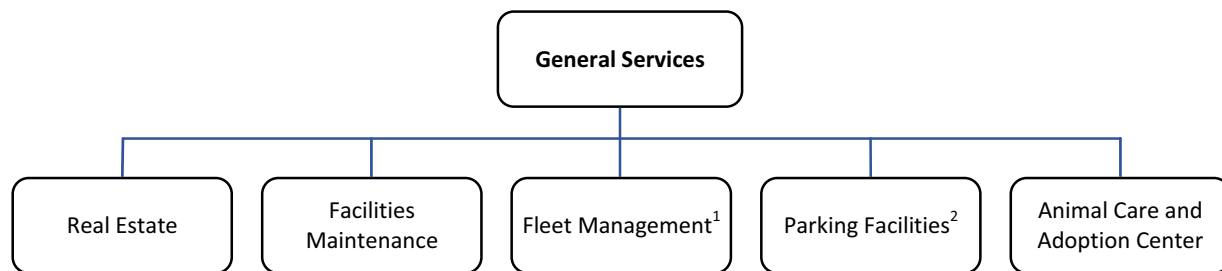 General Services
Real Estate
Facilities
Maintenance
Fleet Management¹
Parking Facilities²
Animal Care and
Adoption Center